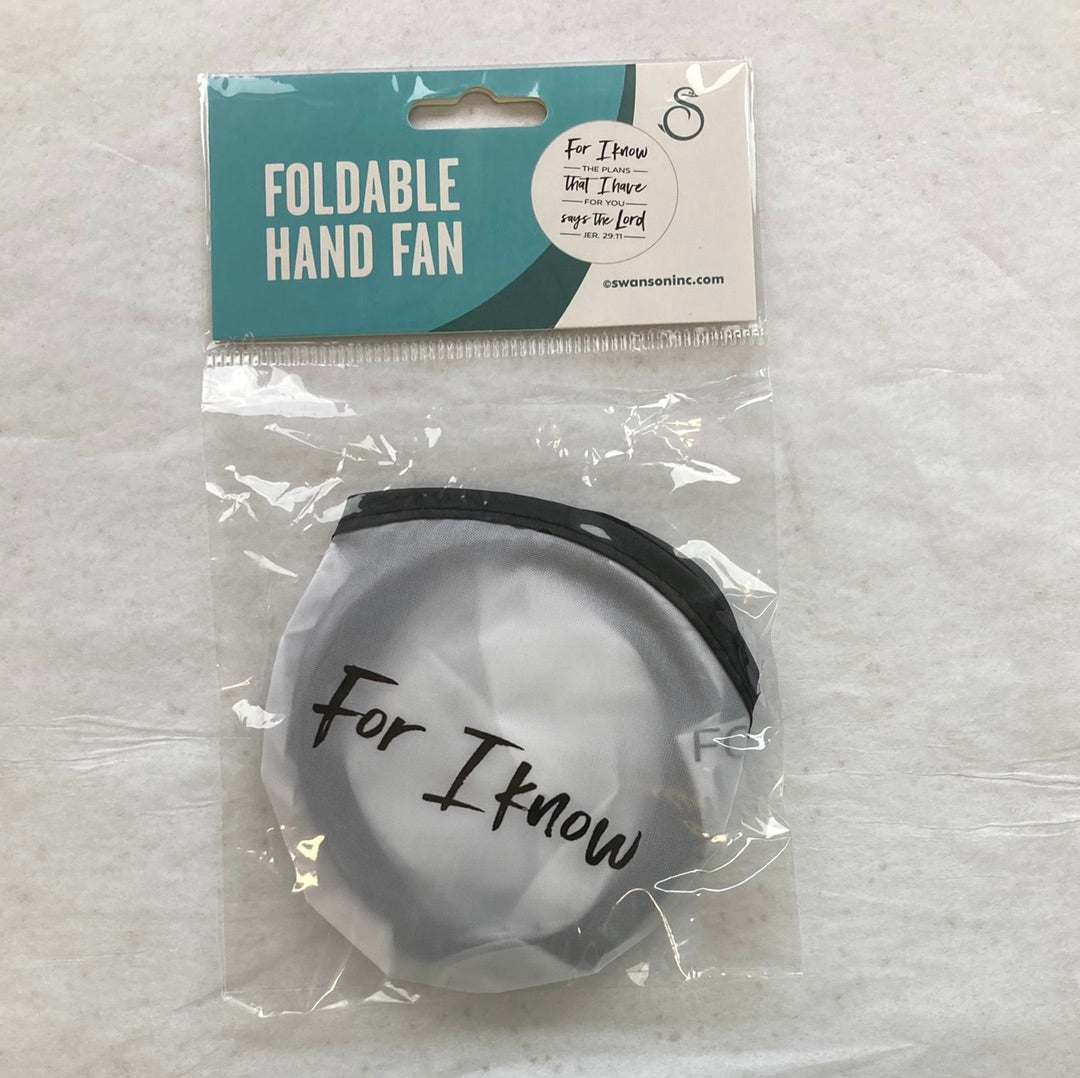 FOLDABLE
HAND FAN
For I know
THE PLANS
that I have
FOR YOU
says the Lord
JER. 29:11
©swansoninc.com
For I know